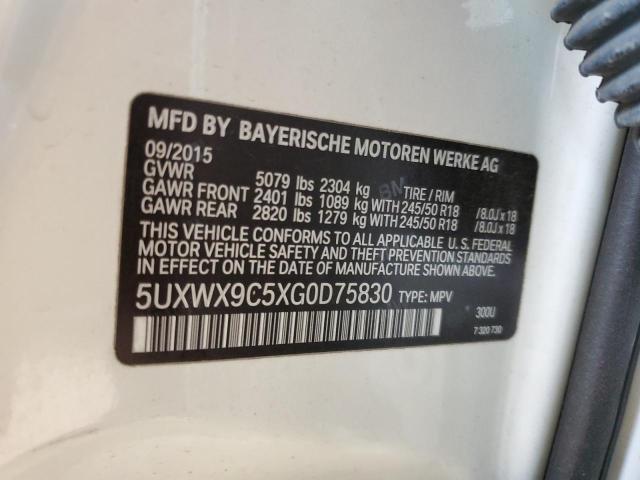 MFD BY BAYERISCHE MOTOREN WERKE AG
09/2015
GVWR 5079 lbs 2304 kg TIRE / RIM
GAWR FRONT 2401 lbs 1089 kg WITH 245/50 R18 /8.0J x 18
GAWR REAR 2820 lbs 1279 kg WITH 245/50 R18 /8.0J x 18
THIS VEHICLE CONFORMS TO ALL APPLICABLE U.S. FEDERAL
MOTOR VEHICLE SAFETY AND THEFT PREVENTION STANDARDS
IN EFFECT ON THE DATE OF MANUFACTURE SHOWN ABOVE.
5UXWX9C5XG0D75830 TYPE: MPV
300U
7 320 730